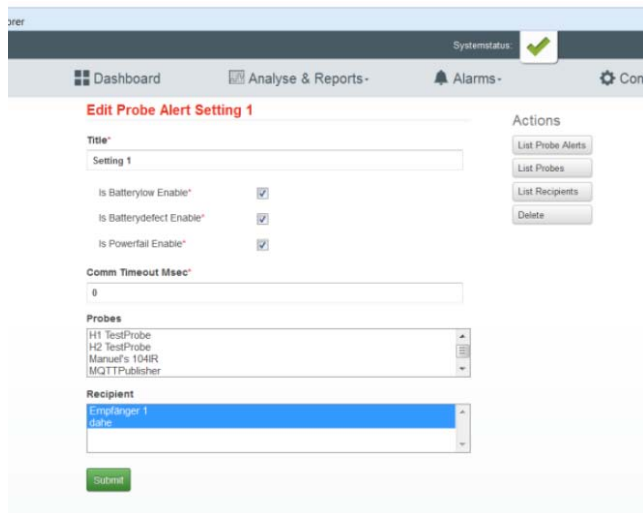 orer
Systemstatus:
Dashboard
Analyse & Reports-
Alarms-
Con
Edit Probe Alert Setting 1
Actions
Title*
Setting 1
List Probe Alerts
List Probes
List Recipients
Delete
Is Batterylow Enable*
Is Batterydefect Enable*
Is Powerfail Enable*
Comm Timeout Msec*
0
Probes
H1 TestProbe
H2 TestProbe
Manuel's 104IR
MQTTPublisher
Recipient
Empfänger 1
dahe
Submit